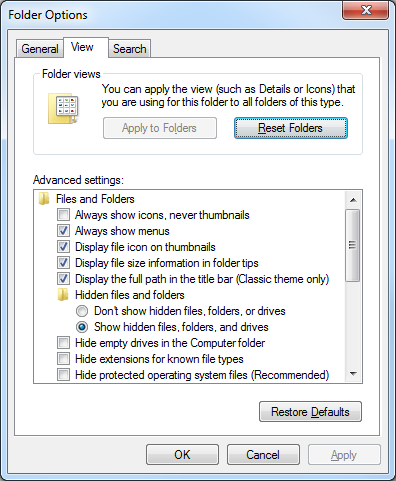 Folder Options
General
View
Search
Folder views
You can apply the view (such as Details or Icons) that
you are using for this folder to all folders of this type.
Apply to Folders
Reset Folders
Advanced settings:
Files and Folders
Always show icons, never thumbnails
Always show menus
Display file icon on thumbnails
Display file size information in folder tips
Display the full path in the title bar (Classic theme only)
Hidden files and folders
Don't show hidden files, folders, or drives
Show hidden files, folders, and drives
Hide empty drives in the Computer folder
Hide extensions for known file types
Hide protected operating system files (Recommended)
Restore Defaults
OK
Cancel
Apply